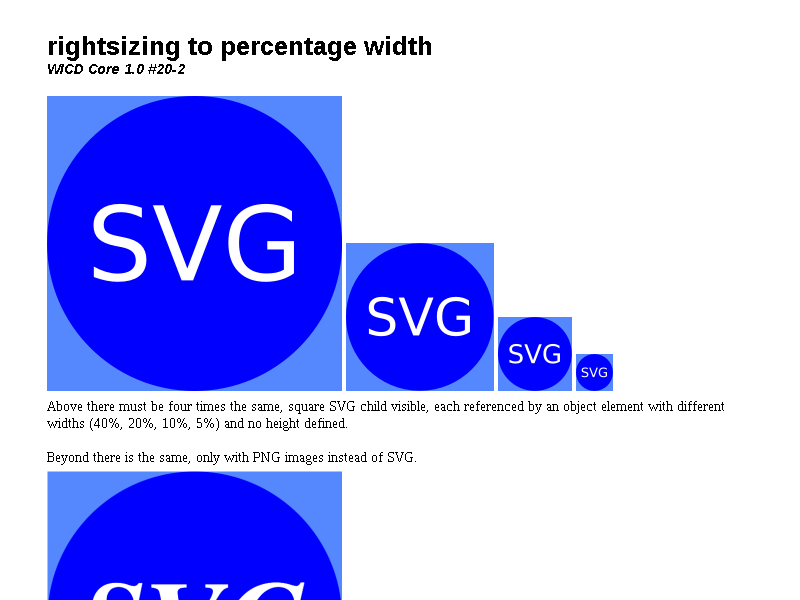 rightsizing to percentage width
WICD Core 1.0 #20-2
SVG
SVG
SVG
SVG
Above there must be four times the same, square SVG child visible, each referenced by an object element with different
widths (40%, 20%, 10%, 5%) and no height defined.
Beyond there is the same, only with PNG images instead of SVG.
SVG